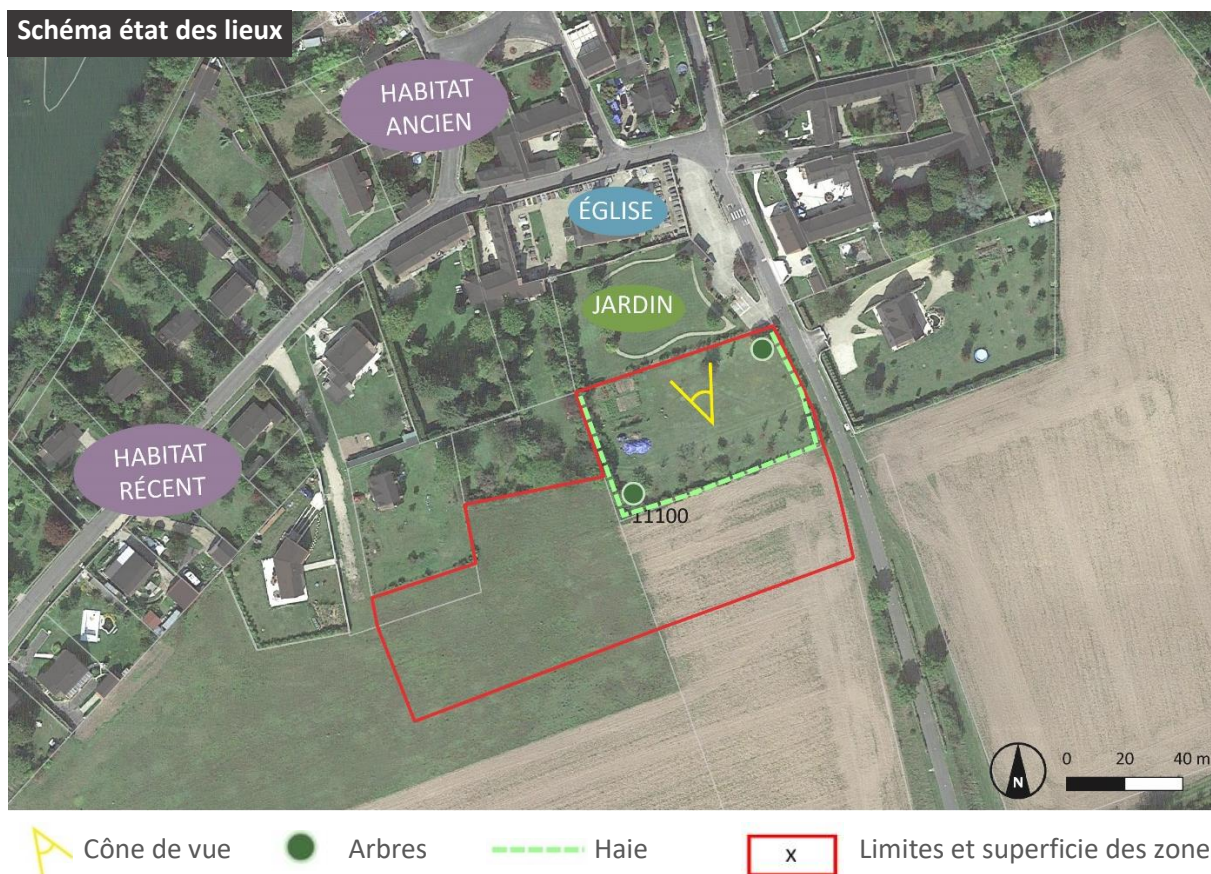 Schéma état des lieux
HABITAT
ANCIEN
ÉGLISE
JARDIN
HABITAT
RÉCENT
11100
N
0 20 40 m
Cône de vue
Arbres
Haie
x
Limites et superficie des zone